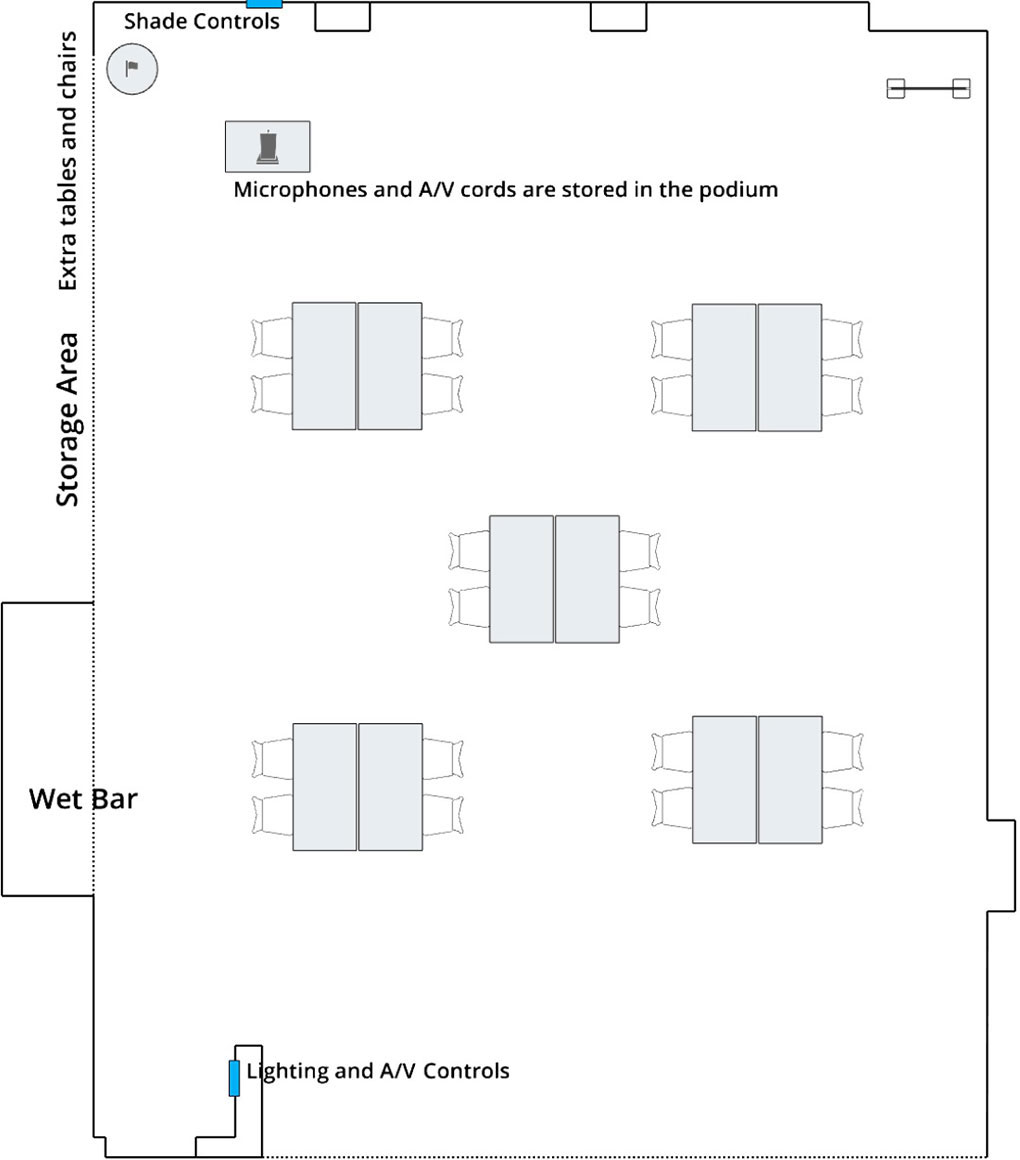 Shade Controls
Extra tables and chairs
Microphones and A/V cords are stored in the podium
Storage Area
Wet Bar
Lighting and A/V Controls